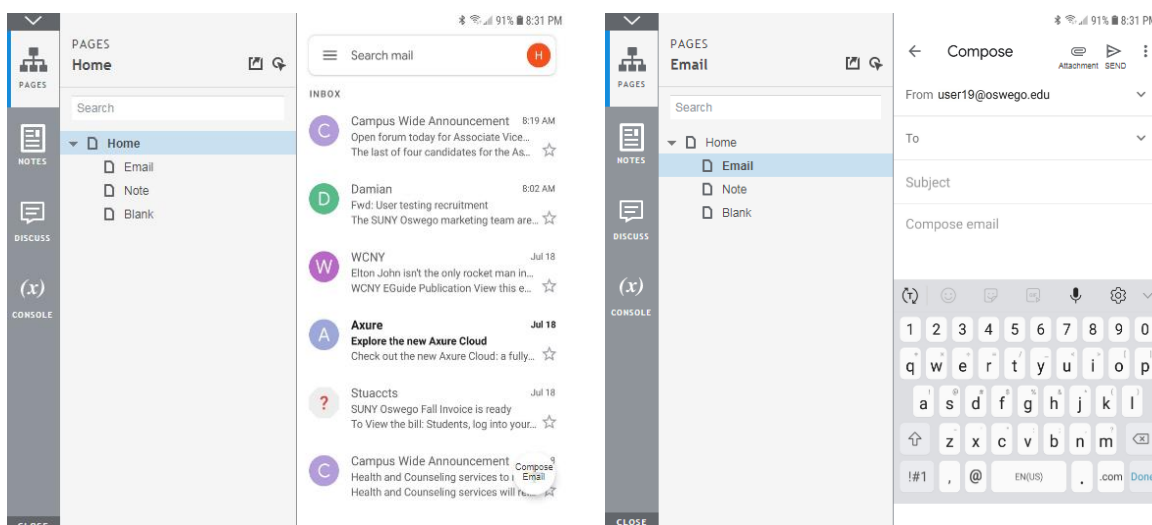 91% 8:31 PM
PAGES
Home
Search
Home
Email
Note
Blank
PAGES
NOTES
DISCUSS
(x)
CONSOLE
CLOSE
Search mail
H
INBOX
C
Campus Wide Announcement 8:19 AM
Open forum today for Associate Vice...
The last of four candidates for the As...
D
Damian 8:02 AM
Fwd: User testing recruitment
The SUNY Oswego marketing team are...
W
WCNY Jul 18
Elton John isn't the only rocket man in...
WCNY EGuide Publication View this e...
A
Axure Jul 18
Explore the new Axure Cloud
Check out the new Axure Cloud: a fully...
?
Stuaccts Jul 18
SUNY Oswego Fall Invoice is ready
To View the bill: Students, log into your...
C
Campus Wide Announcement
Health and Counseling services to
Health and Counseling services will
Compose
Email
91% 8:31 PM
PAGES
Email
Search
Home
Email
Note
Blank
PAGES
NOTES
DISCUSS
(x)
CONSOLE
CLOSE
Compose
Attachment SEND
From user19@oswego.edu
To
Subject
Compose email
1 2 3 4 5 6 7 8 9 0
q w e r t y u i o p
a s d f g h j k l
z x c v b n m
!#1 , @ EN(US) . .com Done